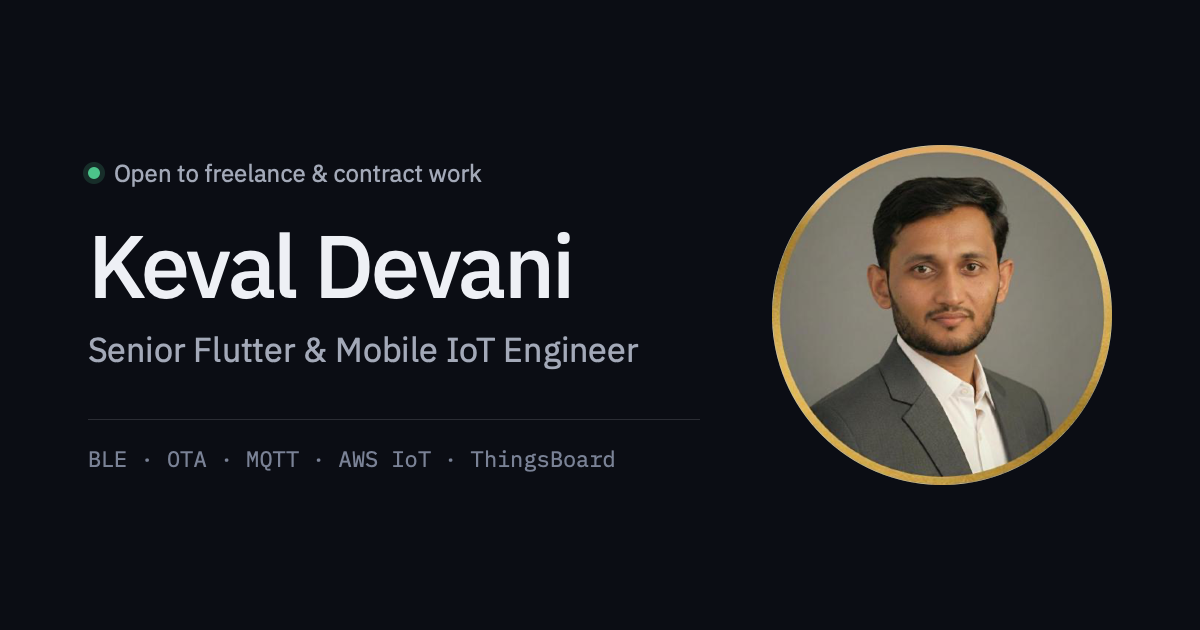 Open to freelance & contract work
Keval Devani
Senior Flutter & Mobile IoT Engineer
BLE · OTA · MQTT · AWS IoT · ThingsBoard